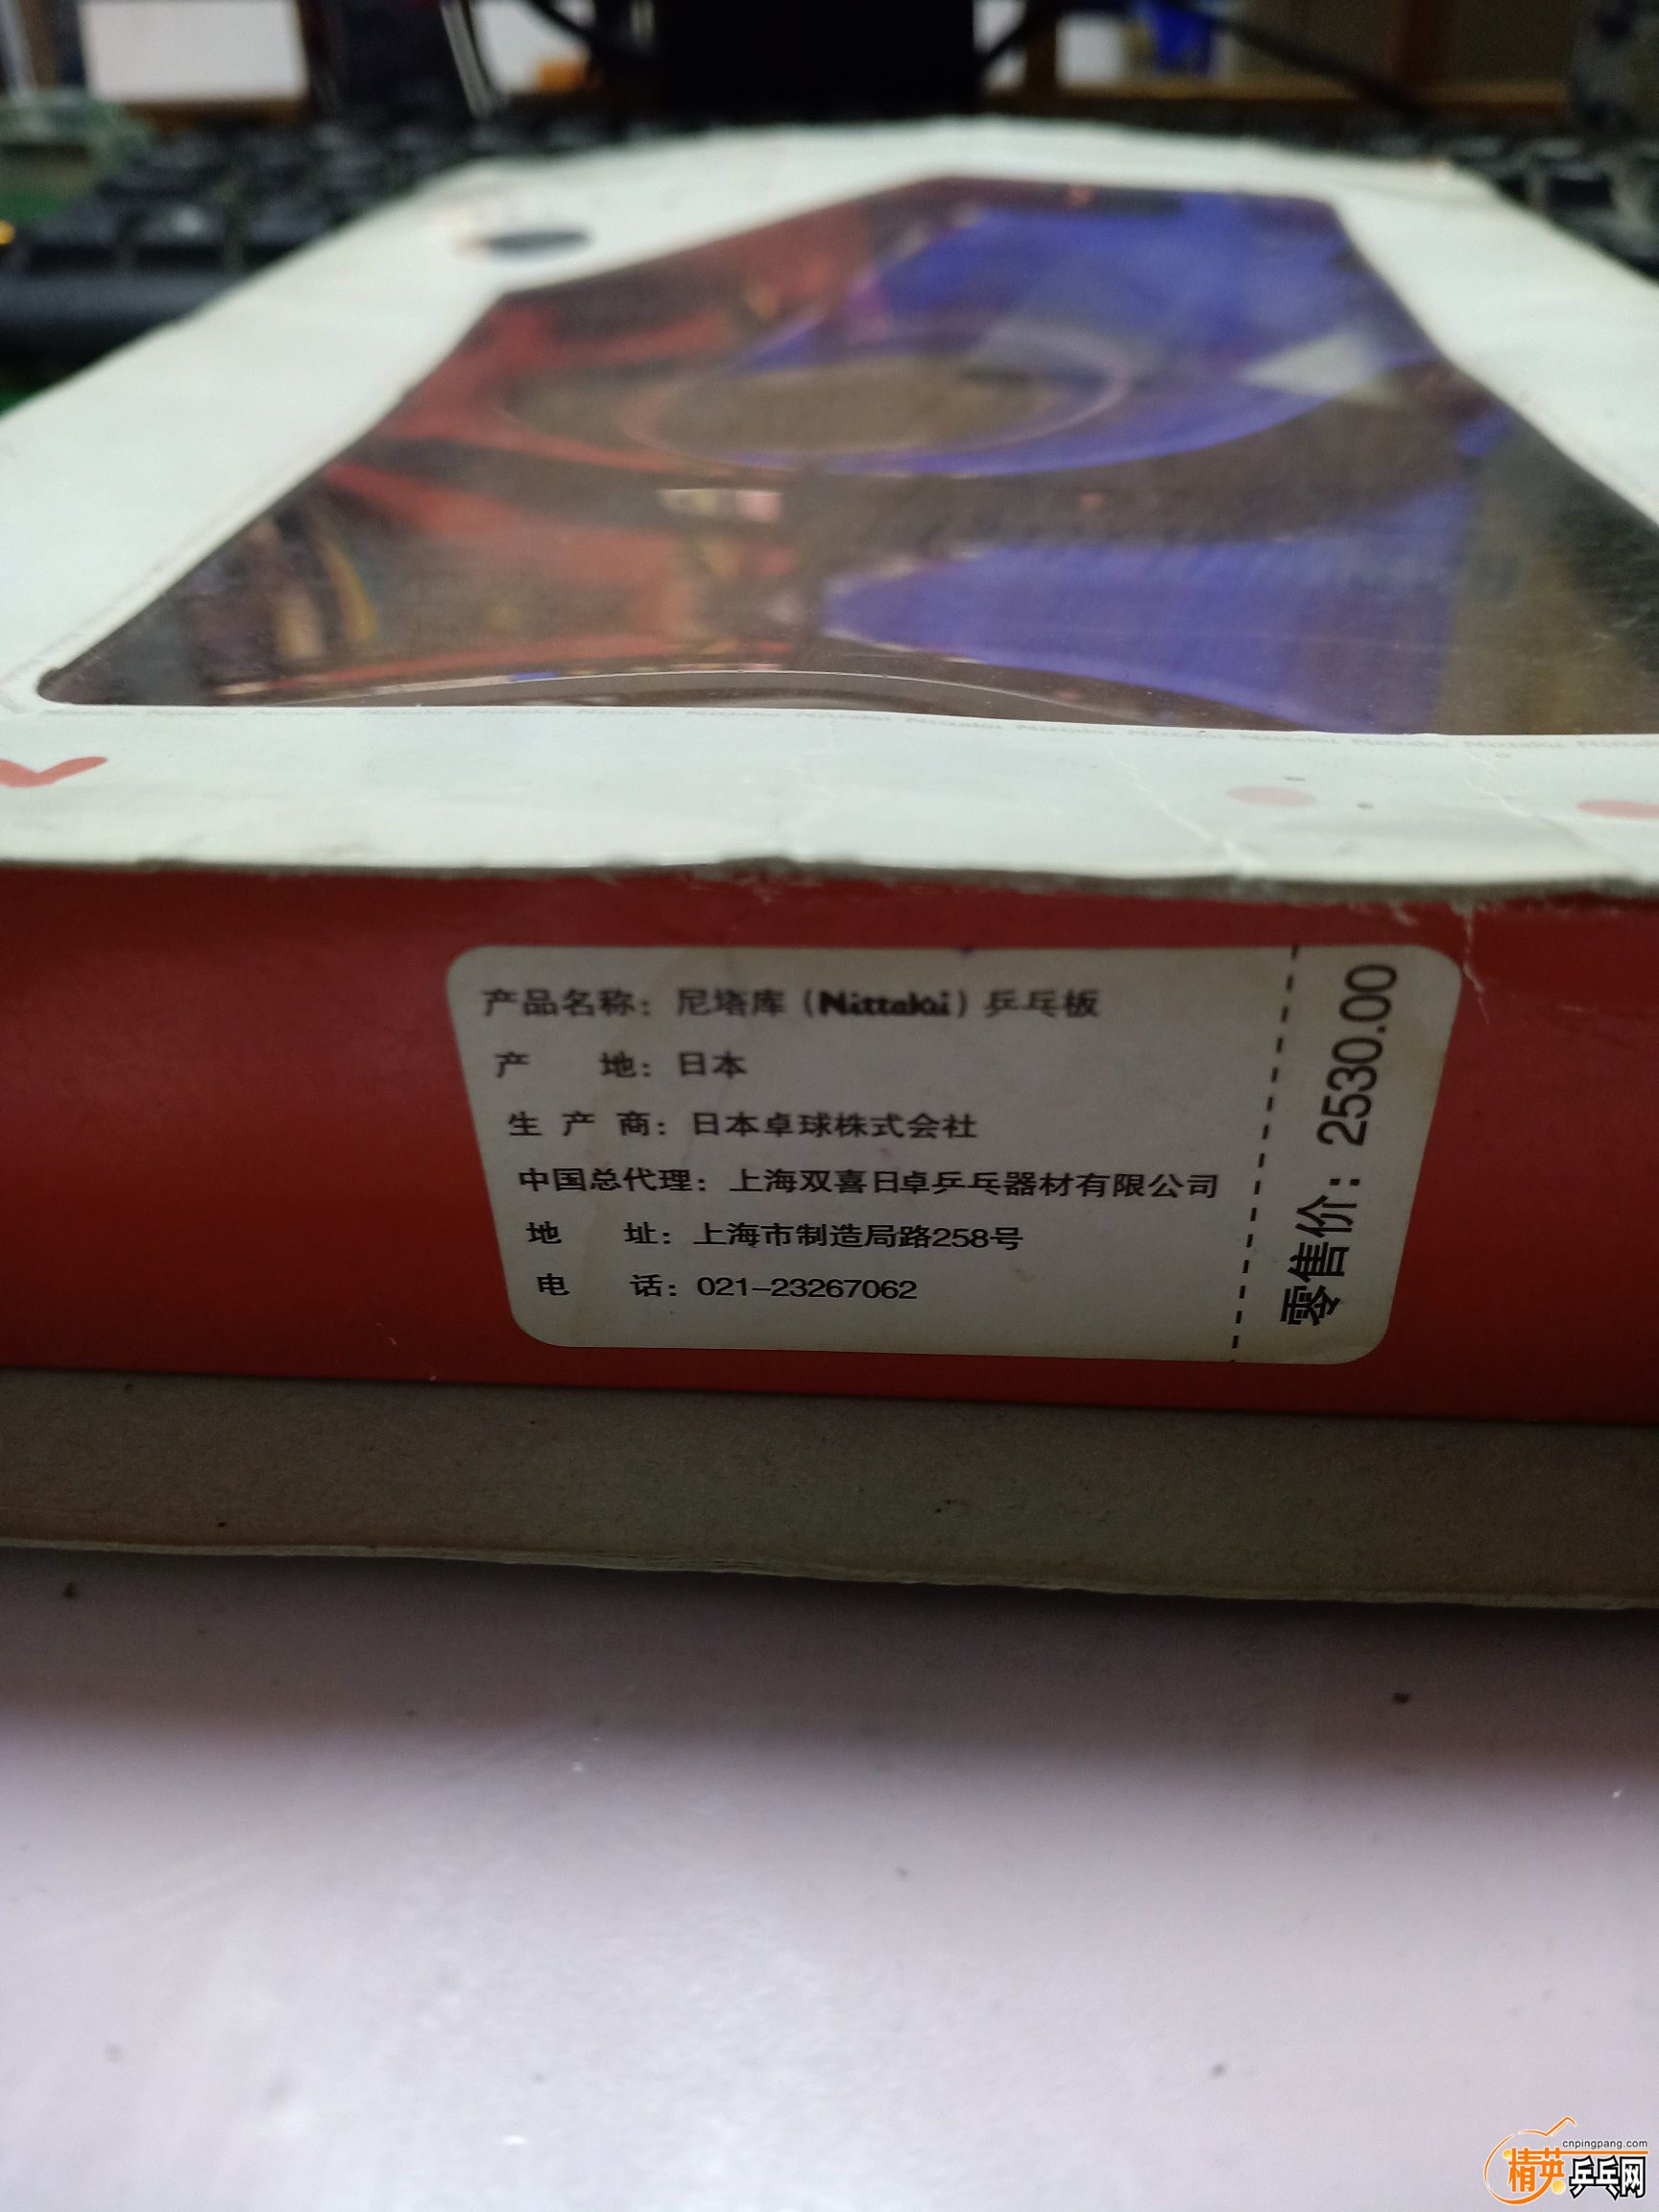 产品名称：尼塔库（Nittaku）乒乓板
产 地：日本
生 产 商：日本卓球株式会社
中国总代理：上海双喜日卓乒乓器材有限公司
地 址：上海市制造局路258号
电 话：021-23267062
零售价：2530.00
cnpingpang.com
精英乒乓网